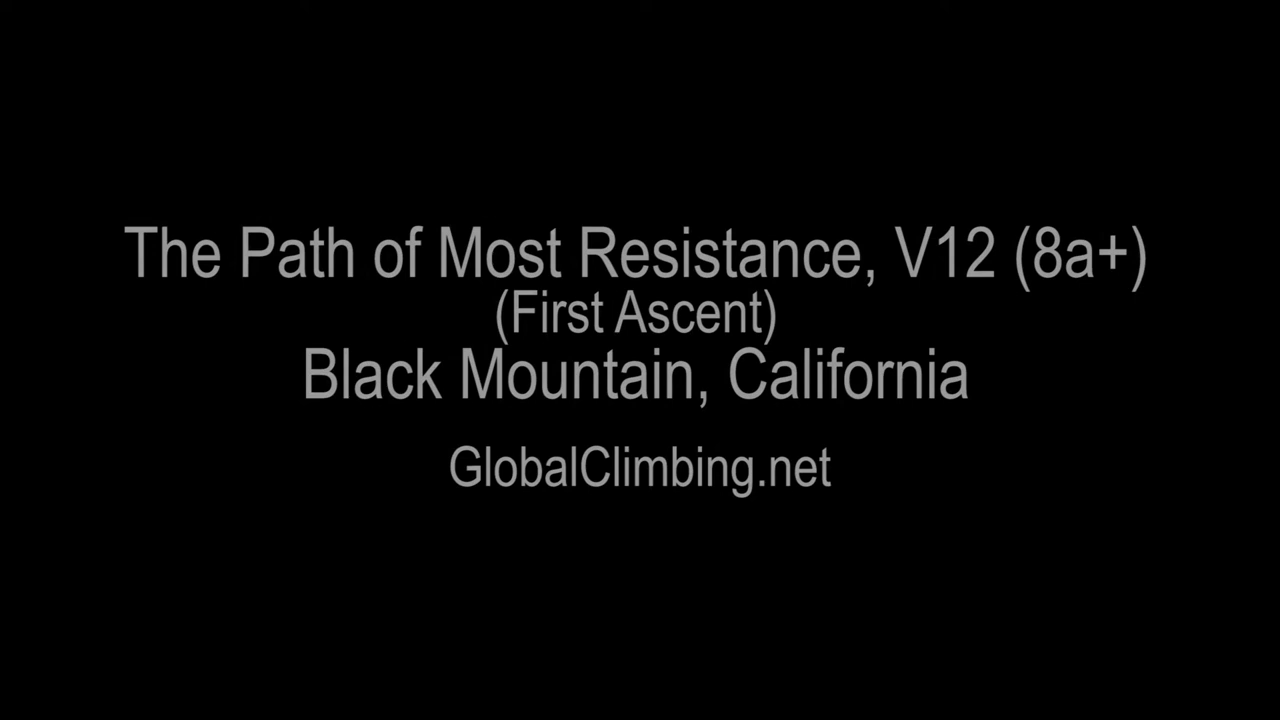 The Path of Most Resistance, V12 (8a+)
(First Ascent)
Black Mountain, California
GlobalClimbing.net